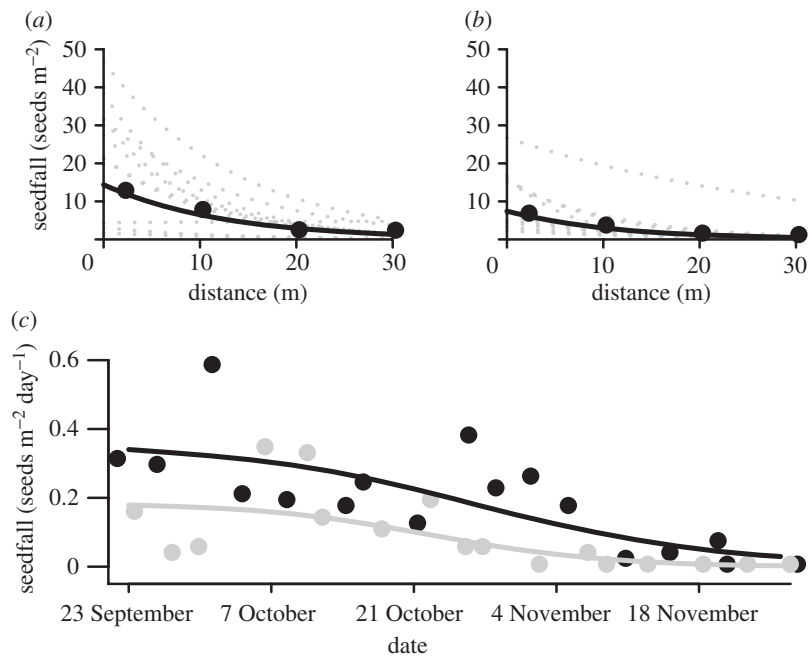 (a) (b)
50 50
40 40
30 30
20 20
10 10
0 10 20 30 0 10 20 30
seedfall (seeds m⁻²)
distance (m) distance (m)
(c)
0.6
0.4
0.2
0
seedfall (seeds m⁻² day⁻¹)
23 September 7 October 21 October 4 November 18 November
date